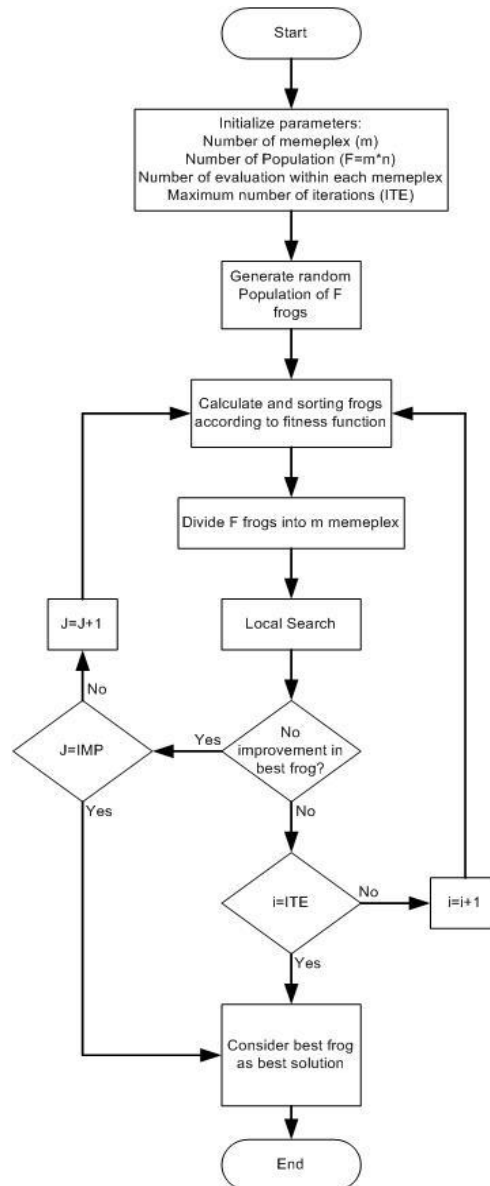 Start
Initialize parameters:
Number of memeplex (m)
Number of Population (F=m*n)
Number of evaluation within each memeplex
Maximum number of iterations (ITE)
Generate random
Population of F
frogs
Calculate and sorting frogs
according to fitness function
Divide F frogs into m memeplex
J=J+1
Local Search
No
J=IMP
Yes
No
improvement in
best frog?
Yes
No
i=ITE
No
i=i+1
Yes
Consider best frog
as best solution
End